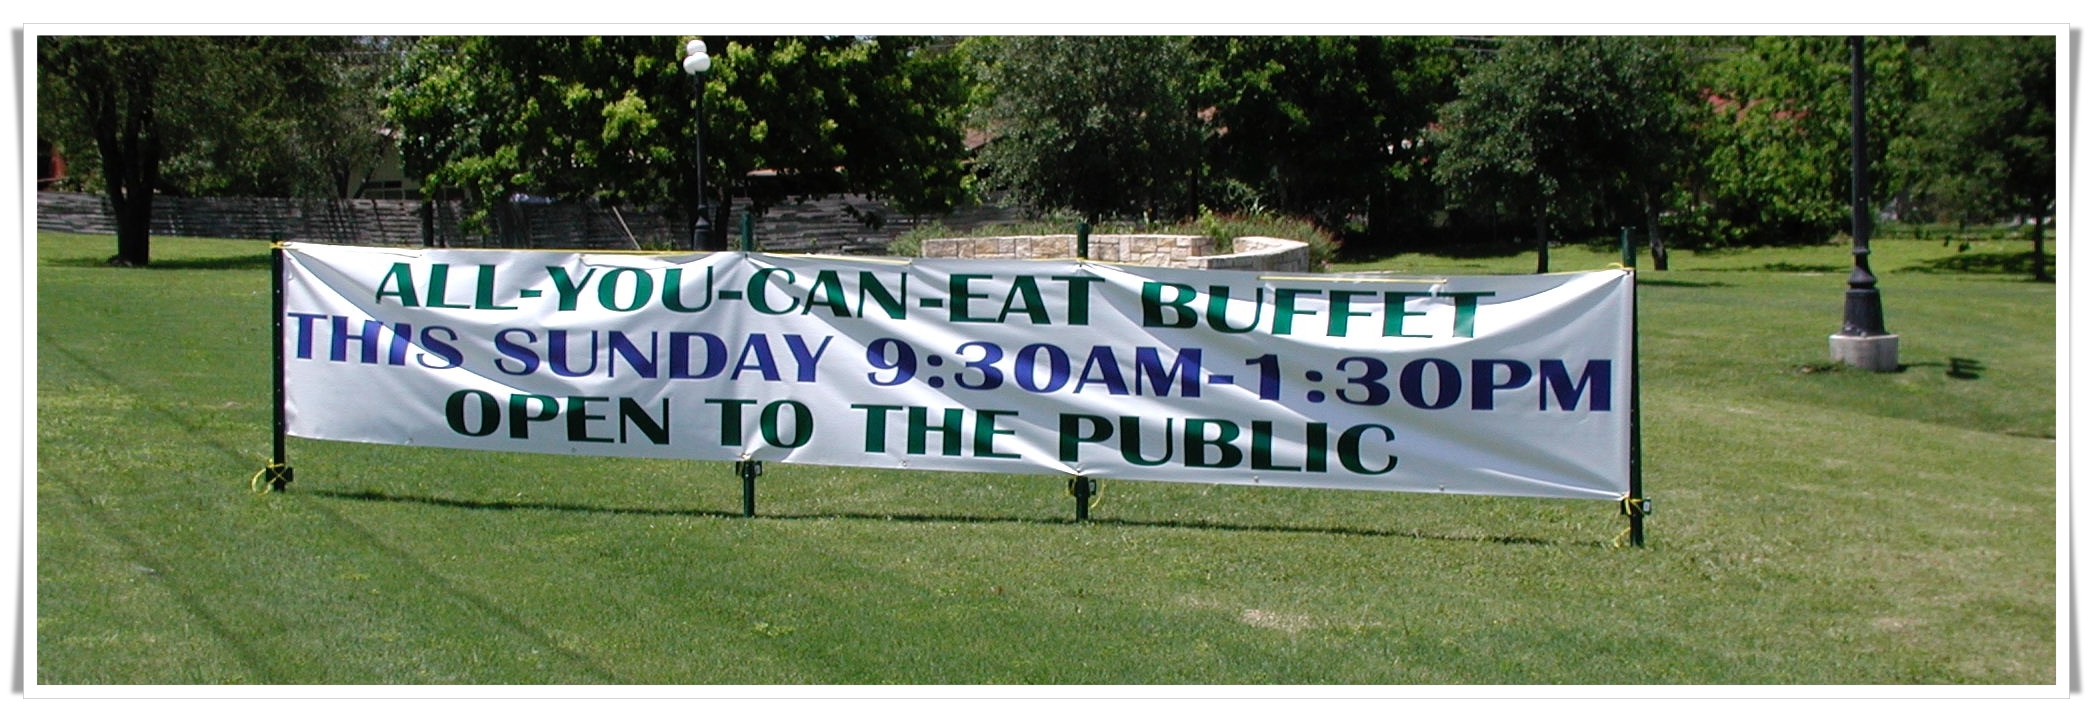 ALL-YOU-CAN-EAT BUFFET
THIS SUNDAY 9:30AM-1:30PM
OPEN TO THE PUBLIC